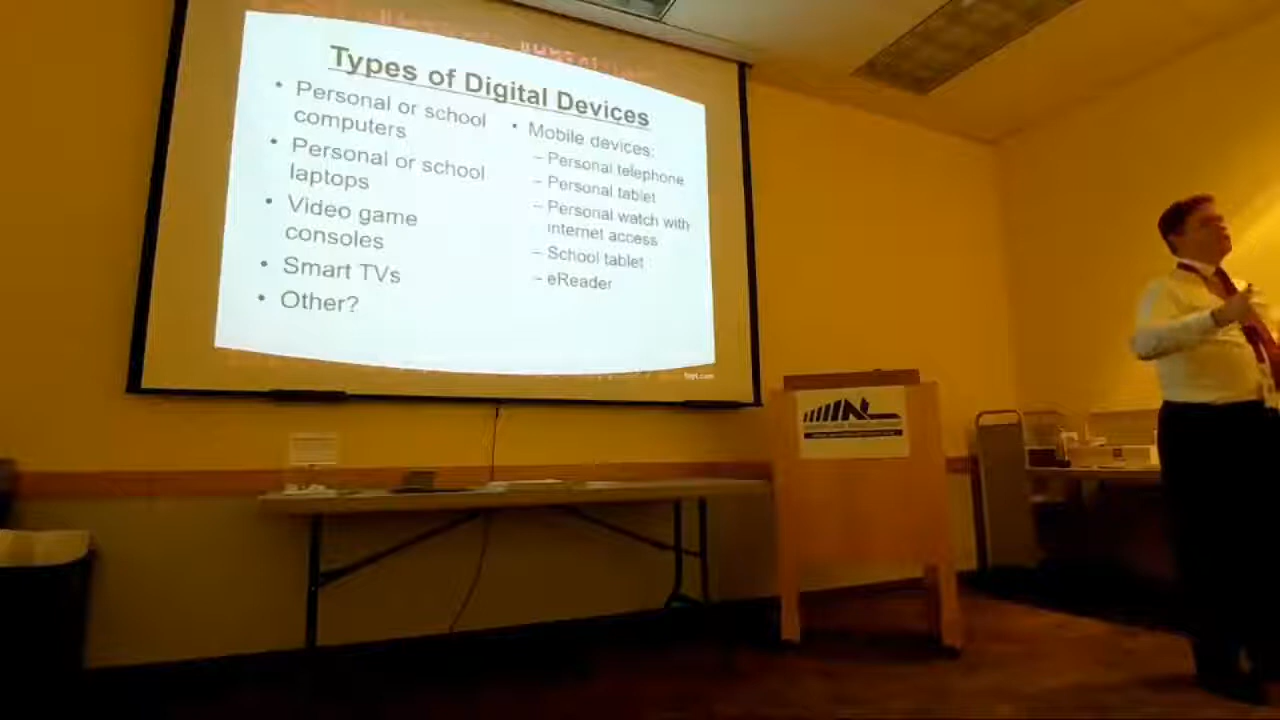 Types of Digital Devices
• Personal or school
computers
• Personal or school
laptops
• Video game
consoles
• Smart TVs
• Other?
• Mobile devices:
– Personal telephone
– Personal tablet
– Personal watch with
internet access
– School tablet
– eReader